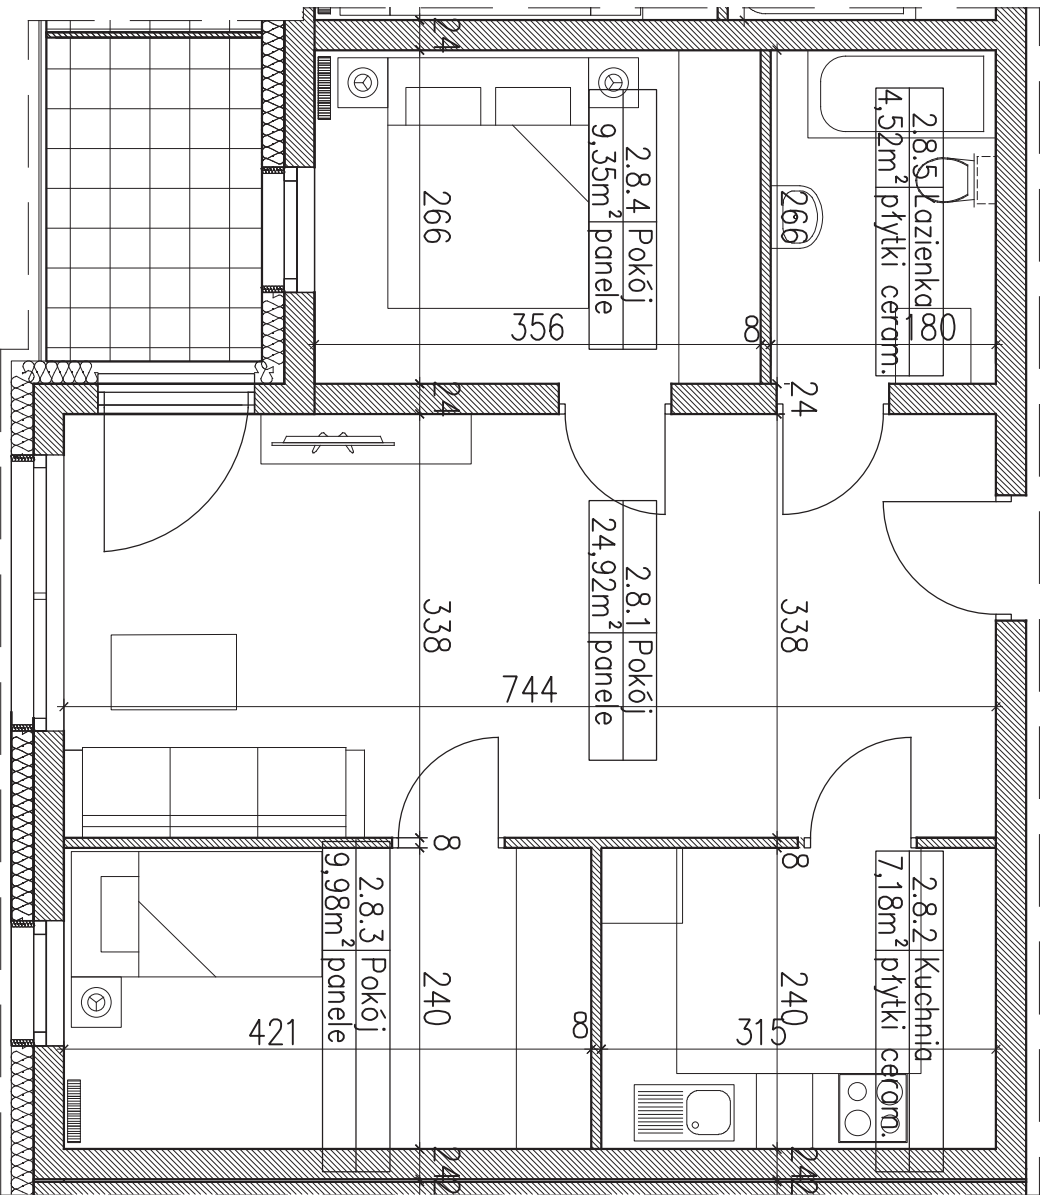 24
2.8.4 Pokój
9,35m² panele
266
356
8
2.8.5 Łazienka
4,52m² płytki ceram.
266
180
24
24
2.8.1 Pokój
24,92m² panele
338
338
744
8
8
2.8.3 Pokój
9,98m² panele
240
421
8
2.8.2 Kuchnia
7,18m² płytki ceram.
240
315
24
2
24
2